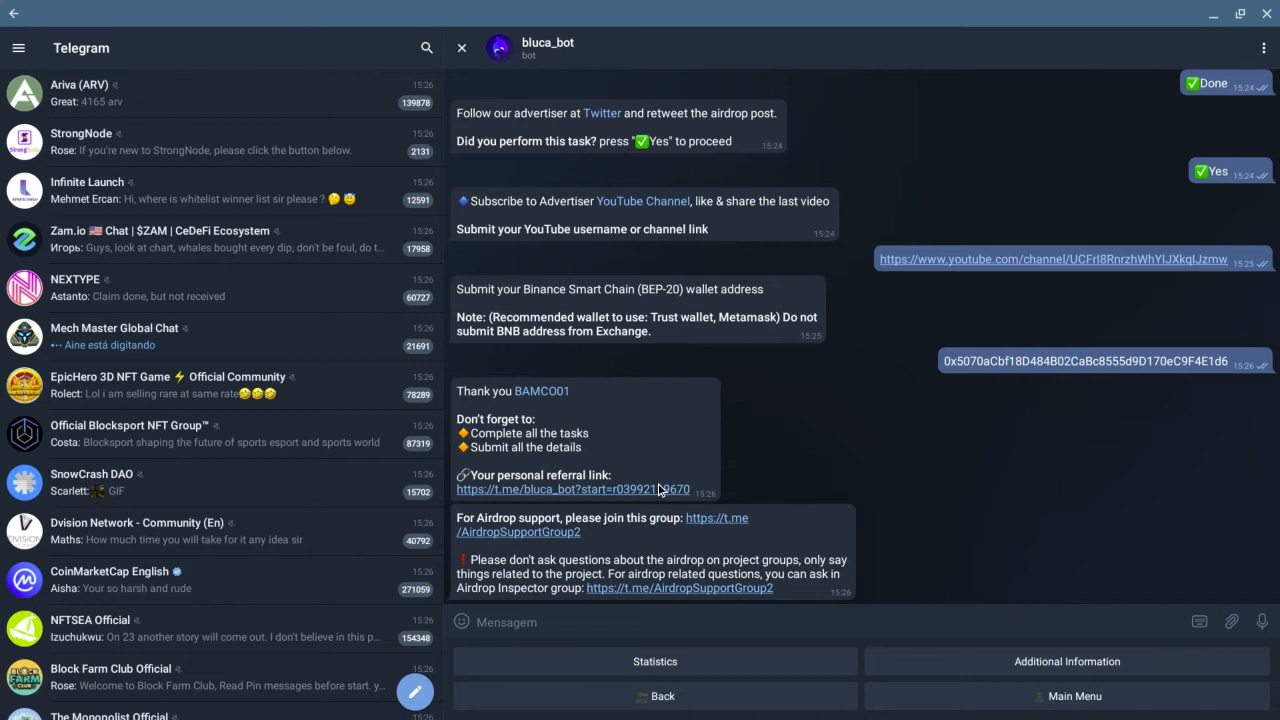 Telegram
Ariva (ARV) 15:26
Great: 4165 arv 139878
StrongNode 15:26
Rose: If you're new to StrongNode, please click the button below. 2131
Infinite Launch 15:26
Mehmet Ercan: Hi, where is whitelist winner list sir please ? 🤔 😇 12591
Zam.io 🇺🇸 Chat | $ZAM | CeDeFi Ecosystem 15:26
Игорь: Guys, look at chart, whales bought every dip, don't be foul, do t... 17958
NEXTYPE 15:26
Astanto: Claim done, but not received 60727
Mech Master Global Chat 15:26
Aine está digitando 21691
EpicHero 3D NFT Game ⚡ Official Community 15:26
Rolect: Lol i am selling rare at same rate🤣🤣🤣 78289
Official Blocksport NFT Group™ 15:26
Costa: Blocksport shaping the future of sports esport and sports world 87319
SnowCrash DAO 15:26
Scarlett: GIF 15702
Dvision Network - Community (En) 15:26
Maths: How much time you will take for it any idea sir 40792
CoinMarketCap English 15:26
Aisha: Your so harsh and rude 271059
NFTSEA Official 15:26
Izuchukwu: On 23 another story will come out. I don't believe in this p... 154348
Block Farm Club Official 15:26
Rose: Welcome to Block Farm Club, Read Pin messages before start. y...
The Monopolist Official 15:26
bluca_bot
bot
✅Done 15:24
Follow our advertiser at Twitter and retweet the airdrop post.
Did you perform this task? press "✅Yes" to proceed 15:24
✅Yes 15:24
🔹Subscribe to Advertiser YouTube Channel, like & share the last video
Submit your YouTube username or channel link 15:24
https://www.youtube.com/channel/UCFrI8RnrzhWhYIJXkqIJzmw 15:25
Submit your Binance Smart Chain (BEP-20) wallet address
Note: (Recommended wallet to use: Trust wallet, Metamask) Do not
submit BNB address from Exchange. 15:25
0x5070aCbf18D484B02CaBc8555d9D170eC9F4E1d6 15:26
Thank you BAMCO01
Don't forget to:
🔶Complete all the tasks
🔶Submit all the details
🔗Your personal referral link:
15:26
For Airdrop support, please join this group: https://t.me
/AirdropSupportGroup2
❗Please don't ask questions about the airdrop on project groups, only say
things related to the project. For airdrop related questions, you can ask in
Airdrop Inspector group: https://t.me/AirdropSupportGroup2 15:26
Mensagem
Statistics
Additional Information
Back
Main Menu